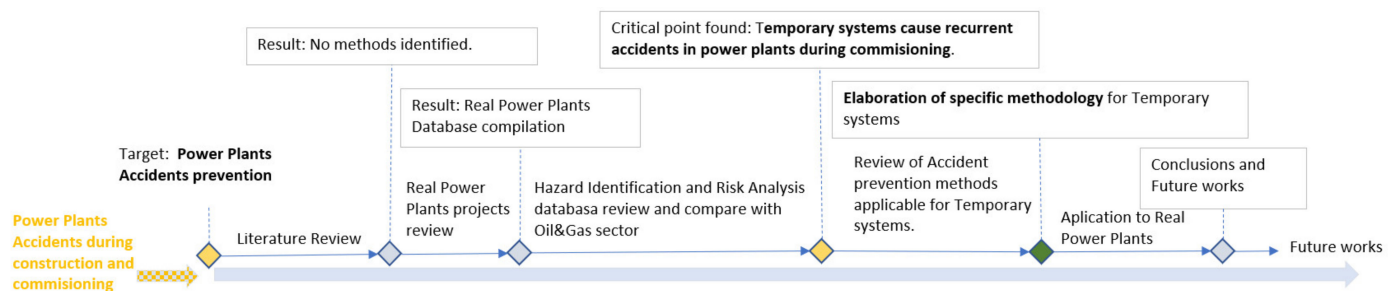 Result: No methods identified.
Critical point found: Temporary systems cause recurrent
accidents in power plants during commisioning.
Result: Real Power Plants
Database compilation
Elaboration of specific methodology for Temporary
systems
Target: Power Plants
Accidents prevention
Conclusions and
Future works
Power Plants
Accidents during
construction and
commisioning
Literature Review
Real Power
Plants projects
review
Hazard Identification and Risk Analysis
databasa review and compare with
Oil&Gas sector
Review of Accident
prevention methods
applicable for Temporary
systems.
Aplication to Real
Power Plants
Future works